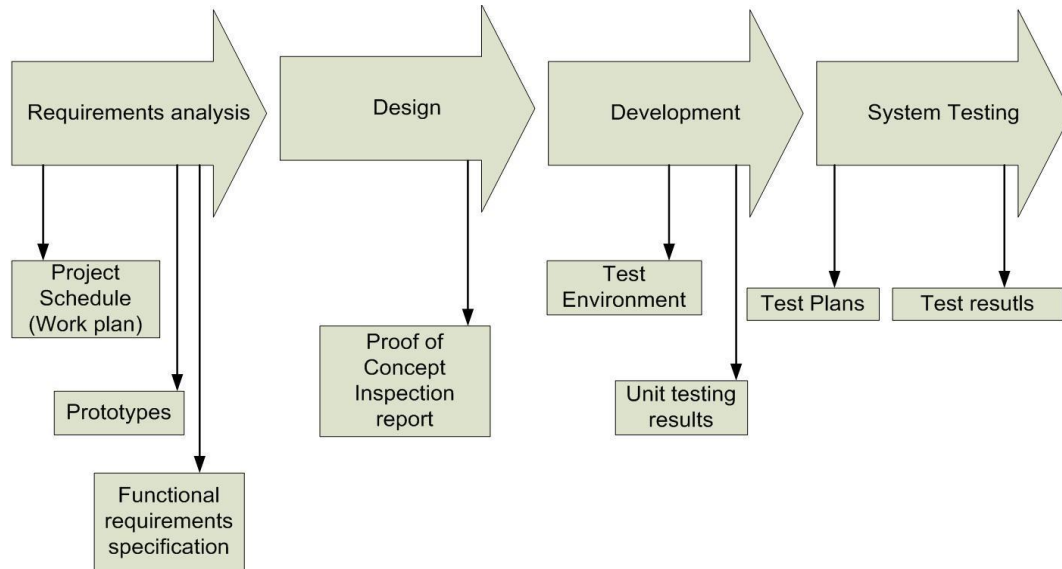 Requirements analysis
Design
Development
System Testing
Project
Schedule
(Work plan)
Test
Environment
Test Plans
Test resutls
Proof of
Concept
Inspection
report
Prototypes
Unit testing
results
Functional
requirements
specification